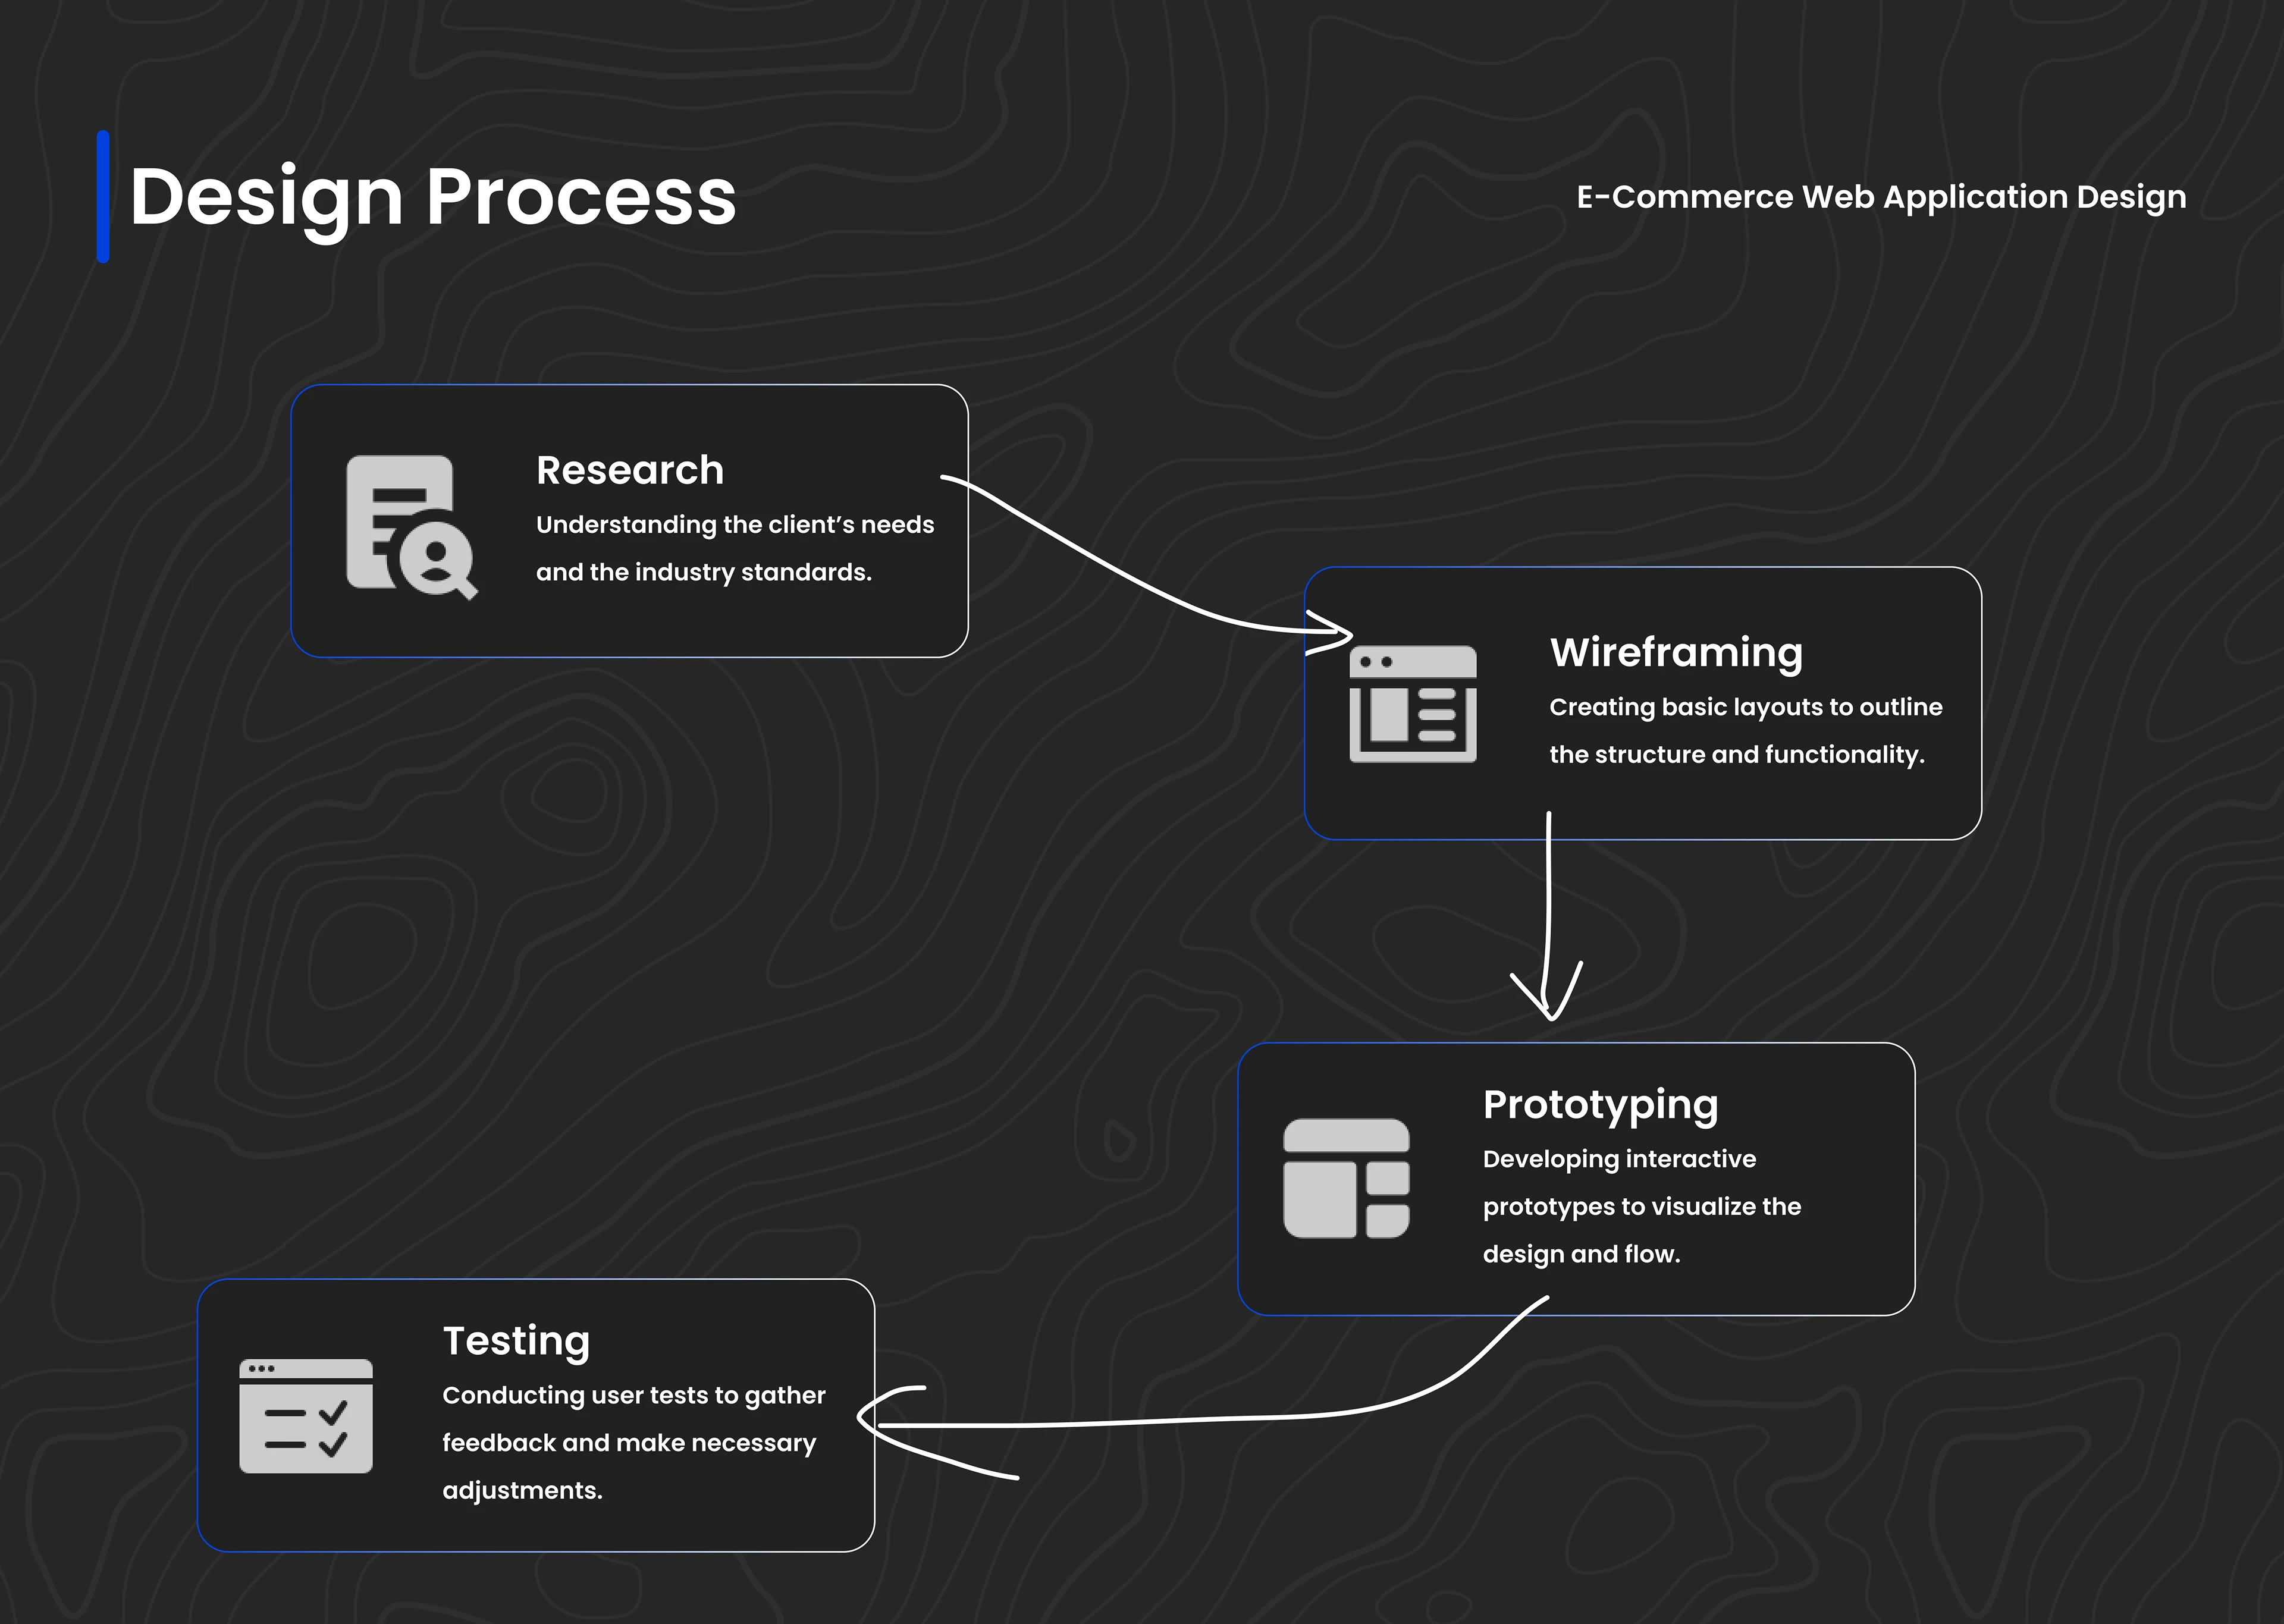 Design Process
E-Commerce Web Application Design
Research
Understanding the client’s needs
and the industry standards.
Wireframing
Creating basic layouts to outline
the structure and functionality.
Prototyping
Developing interactive
prototypes to visualize the
design and flow.
Testing
Conducting user tests to gather
feedback and make necessary
adjustments.